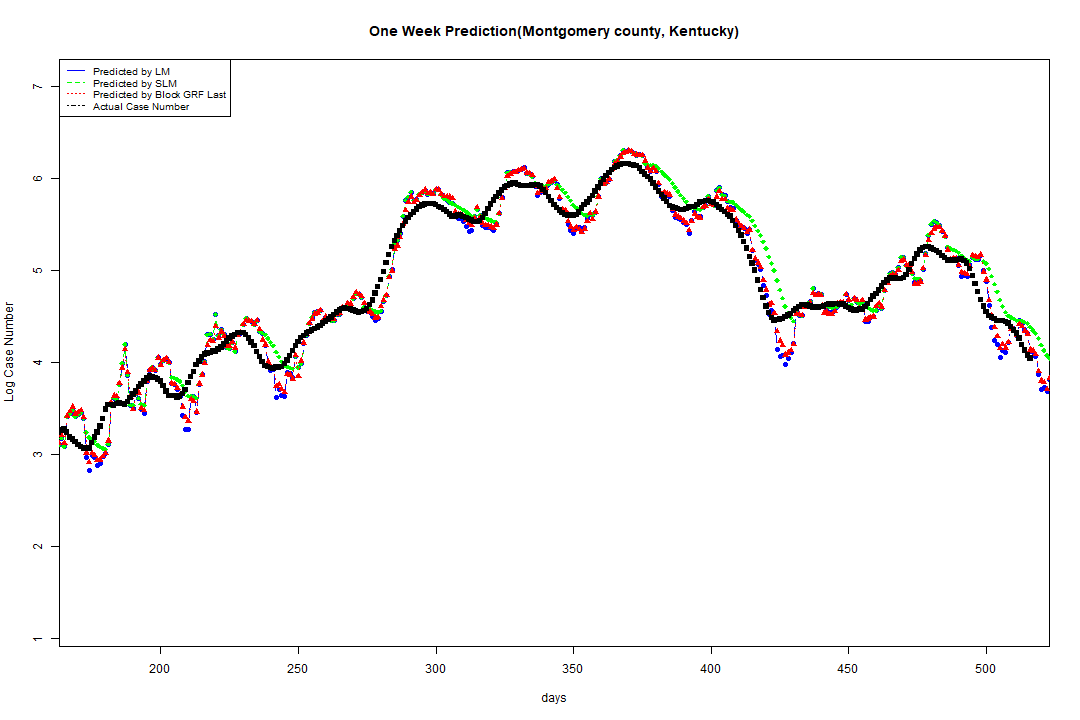 One Week Prediction(Montgomery county, Kentucky)
Predicted by LM
Predicted by SLM
Predicted by Block GRF Last
Actual Case Number
7
6
5
4
3
2
1
Log Case Number
200 250 300 350 400 450 500
days